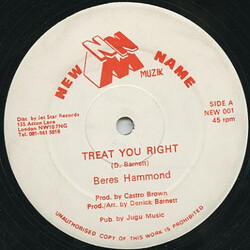 NEW NAME
MUZIK
Dist by Jet Star Records
155 Acton Lane
London NW10 7NG
Tel. 081-961 5818
SIDE A
NEW 001
45 rpm
TREAT YOU RIGHT
(D. Barnett)
Beres Hammond
Prod. by Castro Brown
Prod./Arr. by Derrick Barnett
Pub. by Jugu Music
UNAUTHORISED COPY OF THIS WORK IS PROHIBITED